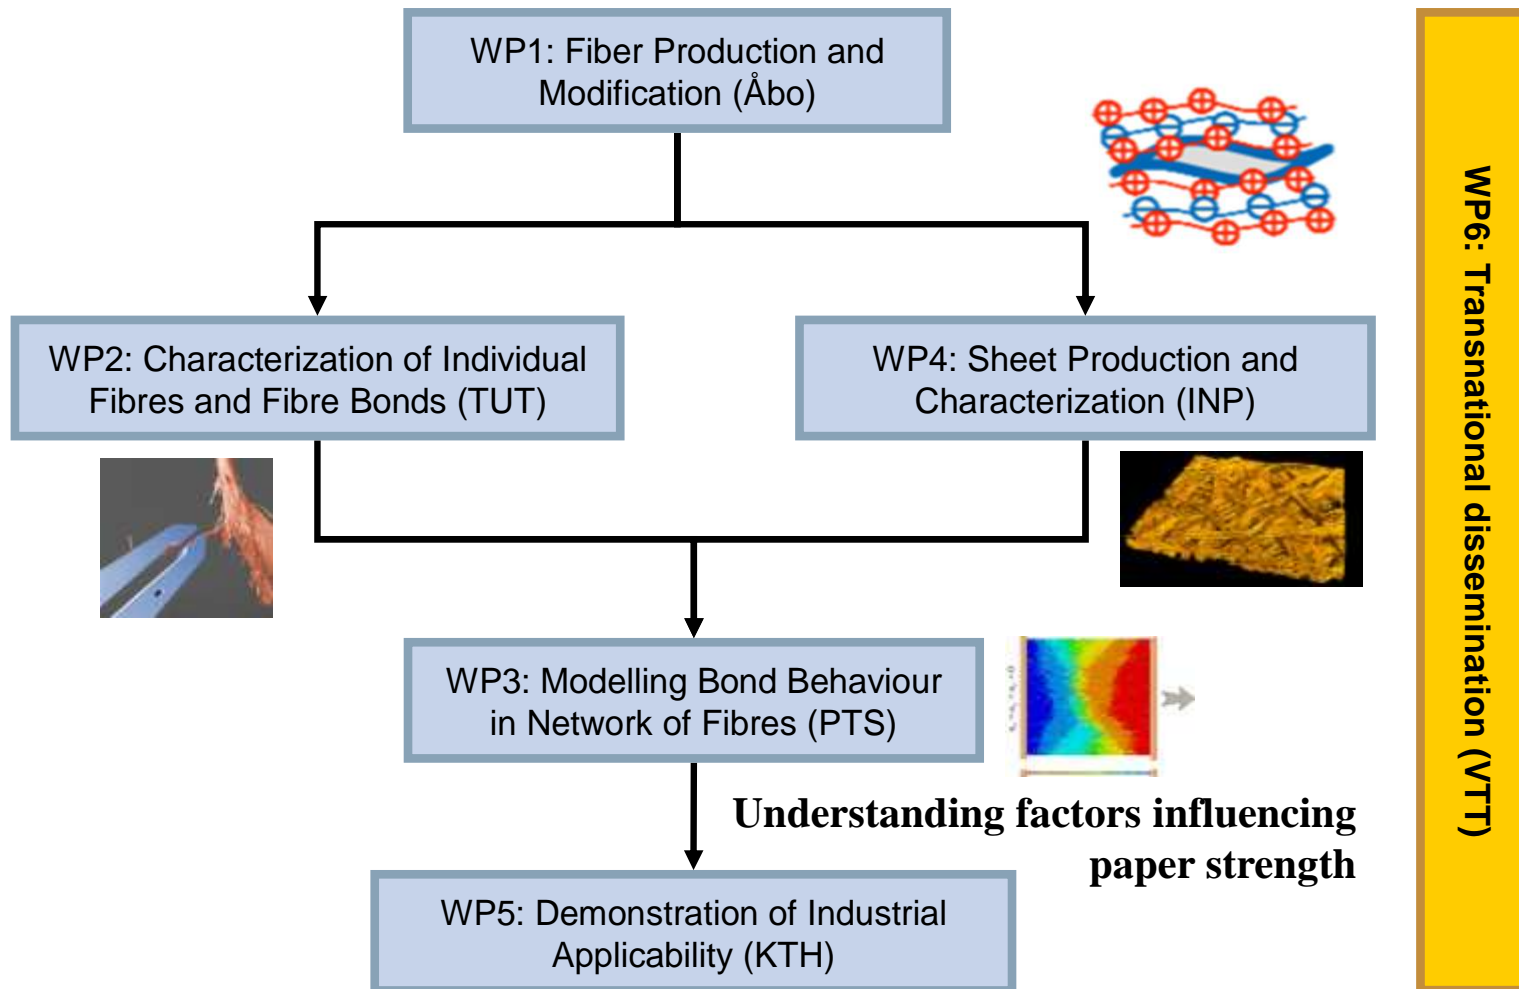 WP1: Fiber Production and
Modification (Åbo)
WP2: Characterization of Individual
Fibres and Fibre Bonds (TUT)
WP4: Sheet Production and
Characterization (INP)
WP3: Modelling Bond Behaviour
in Network of Fibres (PTS)
Understanding factors influencing
paper strength
WP5: Demonstration of Industrial
Applicability (KTH)
WP6: Transnational dissemination (VTT)